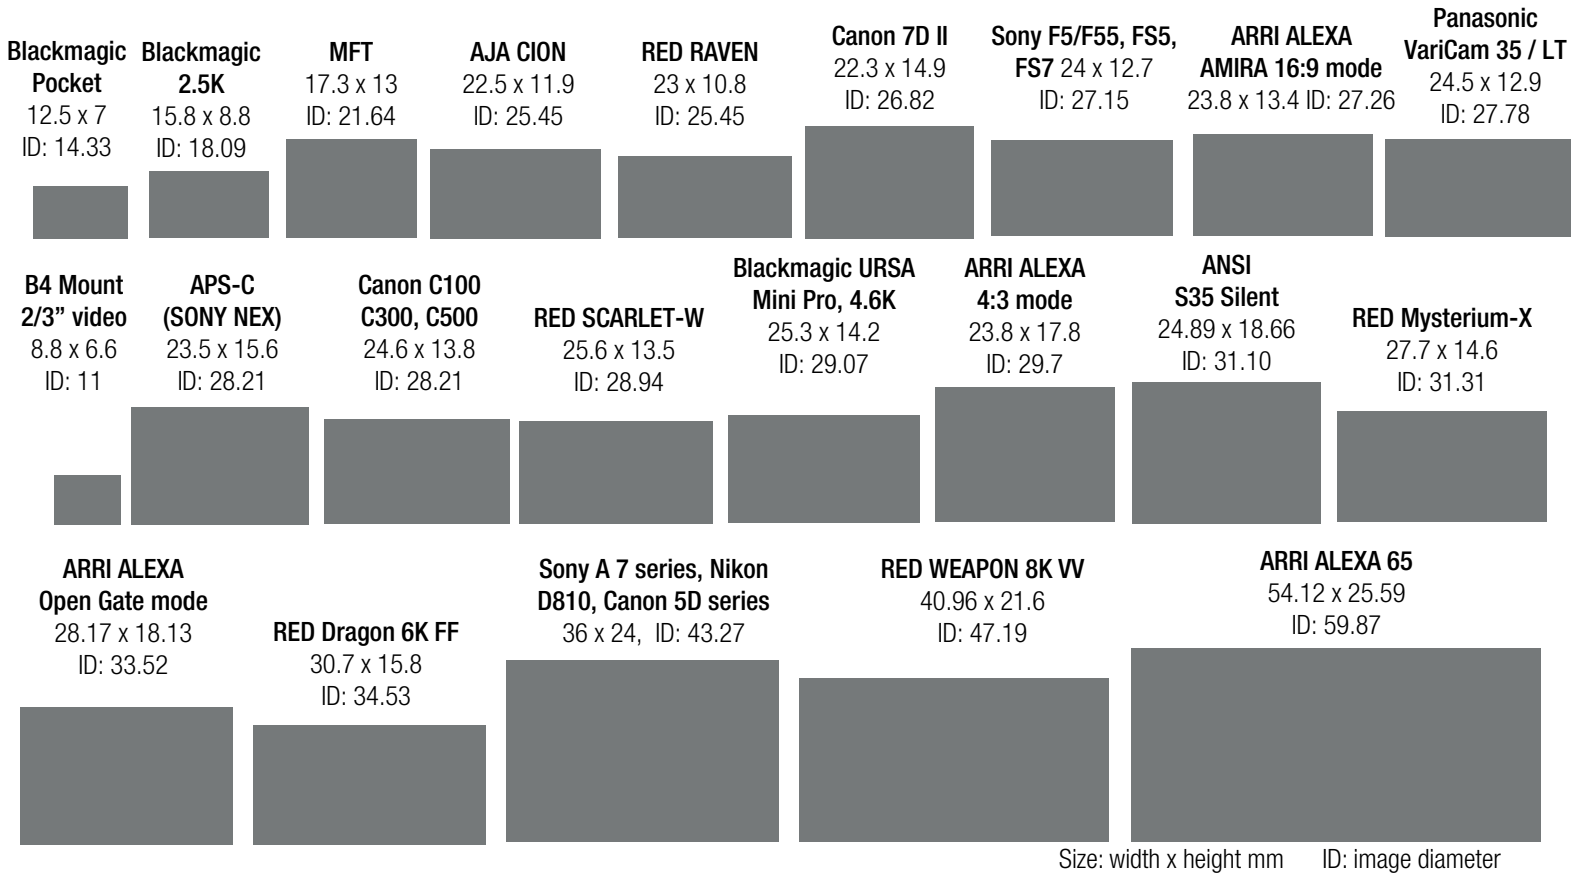 Blackmagic
Pocket
12.5 x 7
ID: 14.33
Blackmagic
2.5K
15.8 x 8.8
ID: 18.09
MFT
17.3 x 13
ID: 21.64
AJA CION
22.5 x 11.9
ID: 25.45
RED RAVEN
23 x 10.8
ID: 25.45
Canon 7D II
22.3 x 14.9
ID: 26.82
Sony F5/F55, FS5,
FS7 24 x 12.7
ID: 27.15
ARRI ALEXA
AMIRA 16:9 mode
23.8 x 13.4 ID: 27.26
Panasonic
VariCam 35 / LT
24.5 x 12.9
ID: 27.78
B4 Mount
2/3” video
8.8 x 6.6
ID: 11
APS-C
(SONY NEX)
23.5 x 15.6
ID: 28.21
Canon C100
C300, C500
24.6 x 13.8
ID: 28.21
RED SCARLET-W
25.6 x 13.5
ID: 28.94
Blackmagic URSA
Mini Pro, 4.6K
25.3 x 14.2
ID: 29.07
ARRI ALEXA
4:3 mode
23.8 x 17.8
ID: 29.7
ANSI
S35 Silent
24.89 x 18.66
ID: 31.10
RED Mysterium-X
27.7 x 14.6
ID: 31.31
ARRI ALEXA
Open Gate mode
28.17 x 18.13
ID: 33.52
RED Dragon 6K FF
30.7 x 15.8
ID: 34.53
Sony A 7 series, Nikon
D810, Canon 5D series
36 x 24, ID: 43.27
RED WEAPON 8K VV
40.96 x 21.6
ID: 47.19
ARRI ALEXA 65
54.12 x 25.59
ID: 59.87
Size: width x height mm ID: image diameter